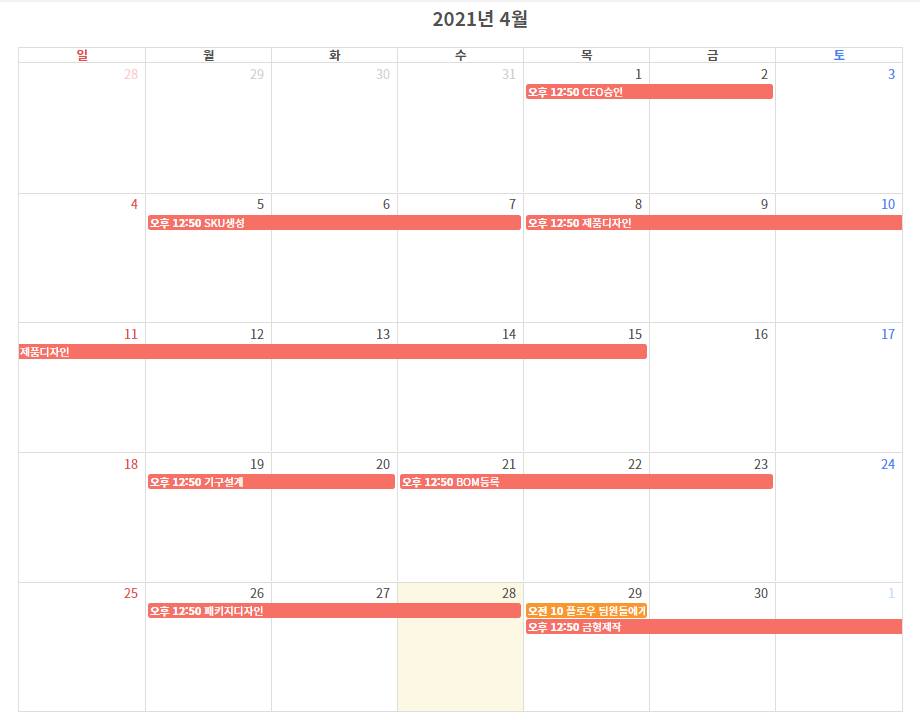 2021년 4월
일 월 화 수 목 금 토
28 29 30 31 1 2 3
오후 12:50 CEO승인
4 5 6 7 8 9 10
오후 12:50 SKU생성 오후 12:50 제품디자인
11 12 13 14 15 16 17
제품디자인
18 19 20 21 22 23 24
오후 12:50 기구설계 오후 12:50 BOM등록
25 26 27 28 29 30 1
오후 12:50 패키지디자인 오전 10 플로우 팀원들에게
오후 12:50 금형제작